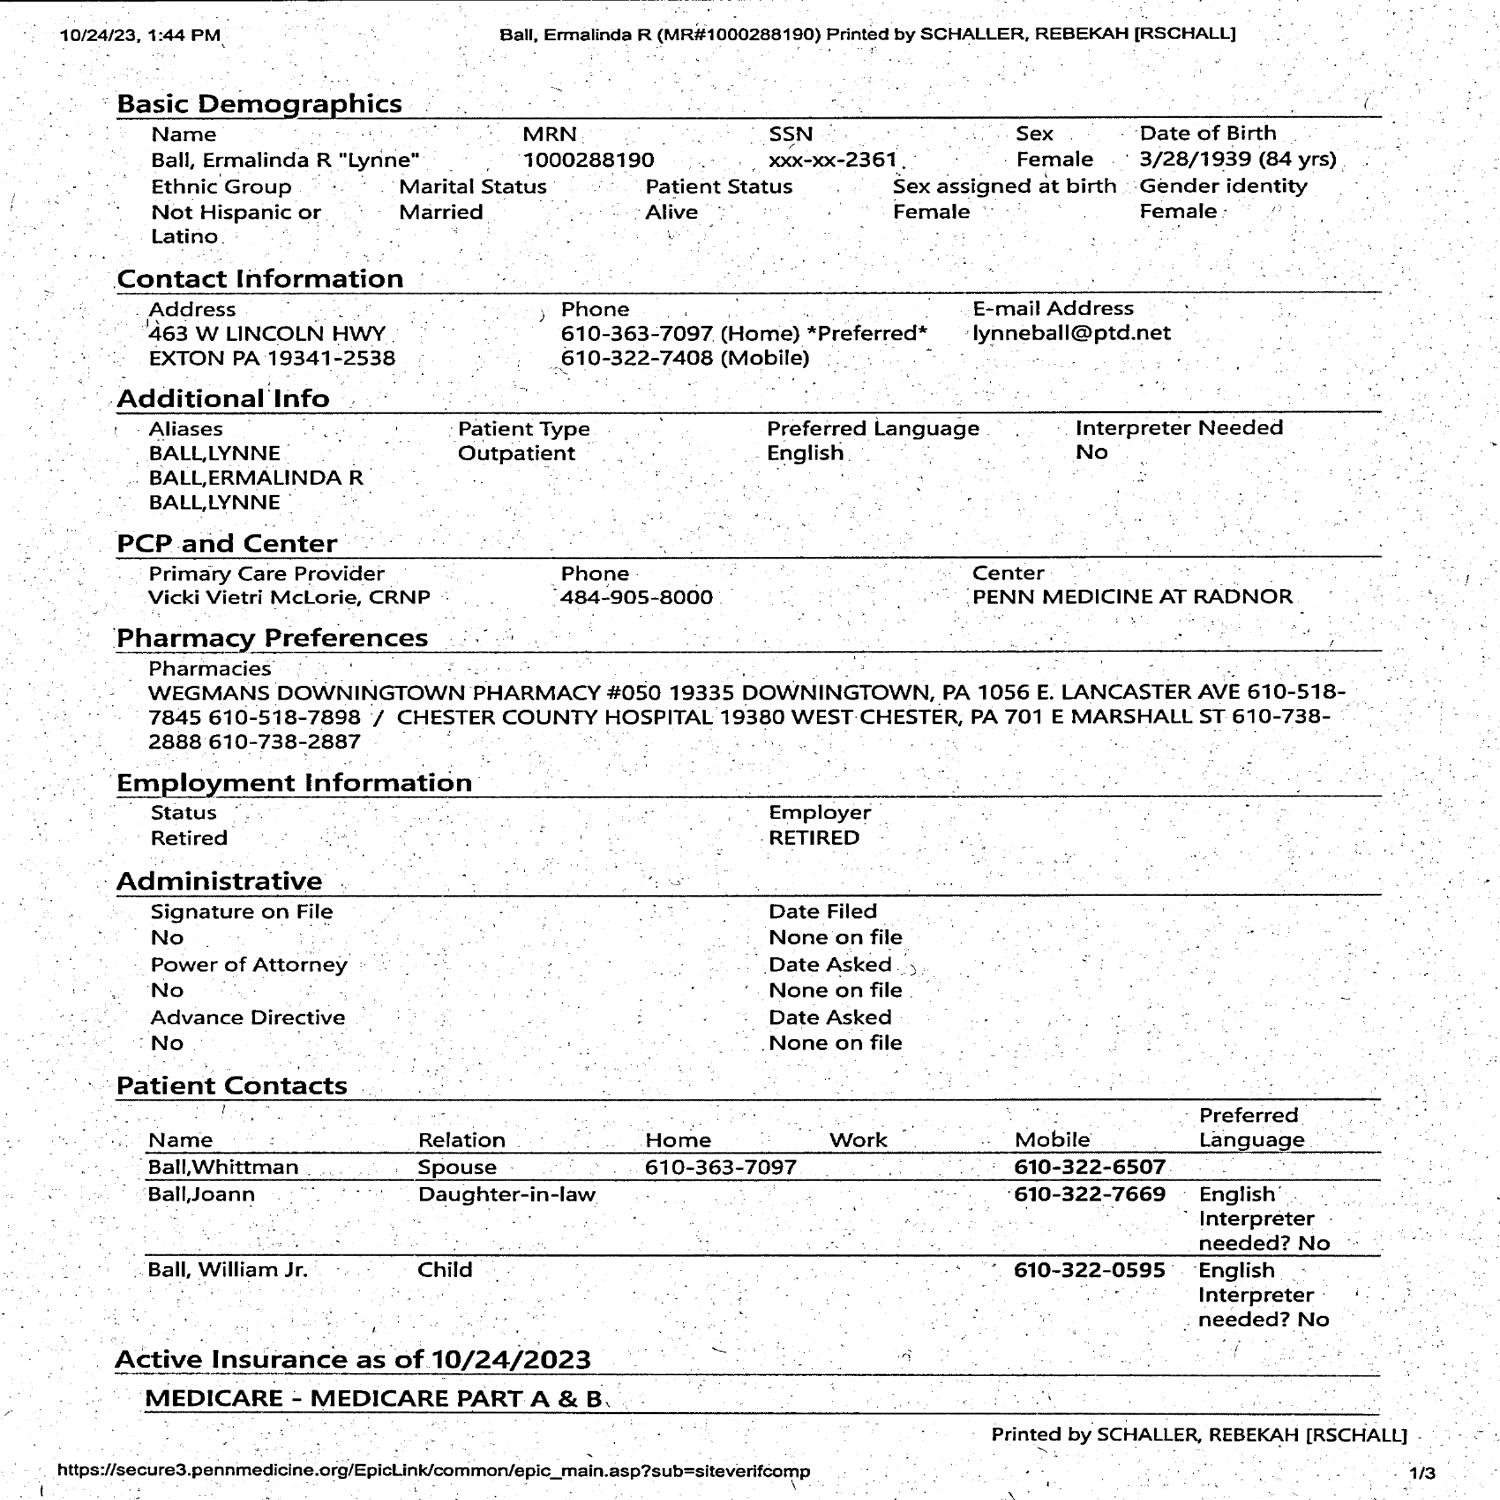 10/24/23, 1:44 PM Ball, Ermalinda R (MR#1000288190) Printed by SCHALLER, REBEKAH [RSCHALL]
Basic Demographics
Name MRN SSN Sex Date of Birth
Ball, Ermalinda R "Lynne" 1000288190 xxx-xx-2361 Female 3/28/1939 (84 yrs)
Ethnic Group Marital Status Patient Status Sex assigned at birth Gender identity
Not Hispanic or Married Alive Female Female
Latino
Contact Information
Address Phone E-mail Address
463 W LINCOLN HWY 610-363-7097 (Home) *Preferred* lynneball@ptd.net
EXTON PA 19341-2538 610-322-7408 (Mobile)
Additional Info
Aliases Patient Type Preferred Language Interpreter Needed
BALL,LYNNE Outpatient English No
BALL,ERMALINDA R
BALL,LYNNE
PCP and Center
Primary Care Provider Phone Center
Vicki Vietri McLorie, CRNP 484-905-8000 PENN MEDICINE AT RADNOR
Pharmacy Preferences
Pharmacies
WEGMANS DOWNINGTOWN PHARMACY #050 19335 DOWNINGTOWN, PA 1056 E. LANCASTER AVE 610-518-
7845 610-518-7898 / CHESTER COUNTY HOSPITAL 19380 WEST CHESTER, PA 701 E MARSHALL ST 610-738-
2888 610-738-2887
Employment Information
Status Employer
Retired RETIRED
Administrative
Signature on File Date Filed
No None on file
Power of Attorney Date Asked
No None on file
Advance Directive Date Asked
No None on file
Patient Contacts
Preferred
Name Relation Home Work Mobile Language
Ball,Whittman Spouse 610-363-7097 610-322-6507
Ball,Joann Daughter-in-law 610-322-7669 English
Interpreter
needed? No
Ball, William Jr. Child 610-322-0595 English
Interpreter
needed? No
Active Insurance as of 10/24/2023
MEDICARE - MEDICARE PART A & B
Printed by SCHALLER, REBEKAH [RSCHALL]
https://secure3.pennmedicine.org/EpicLink/common/epic_main.asp?sub=siteverifcomp 1/3